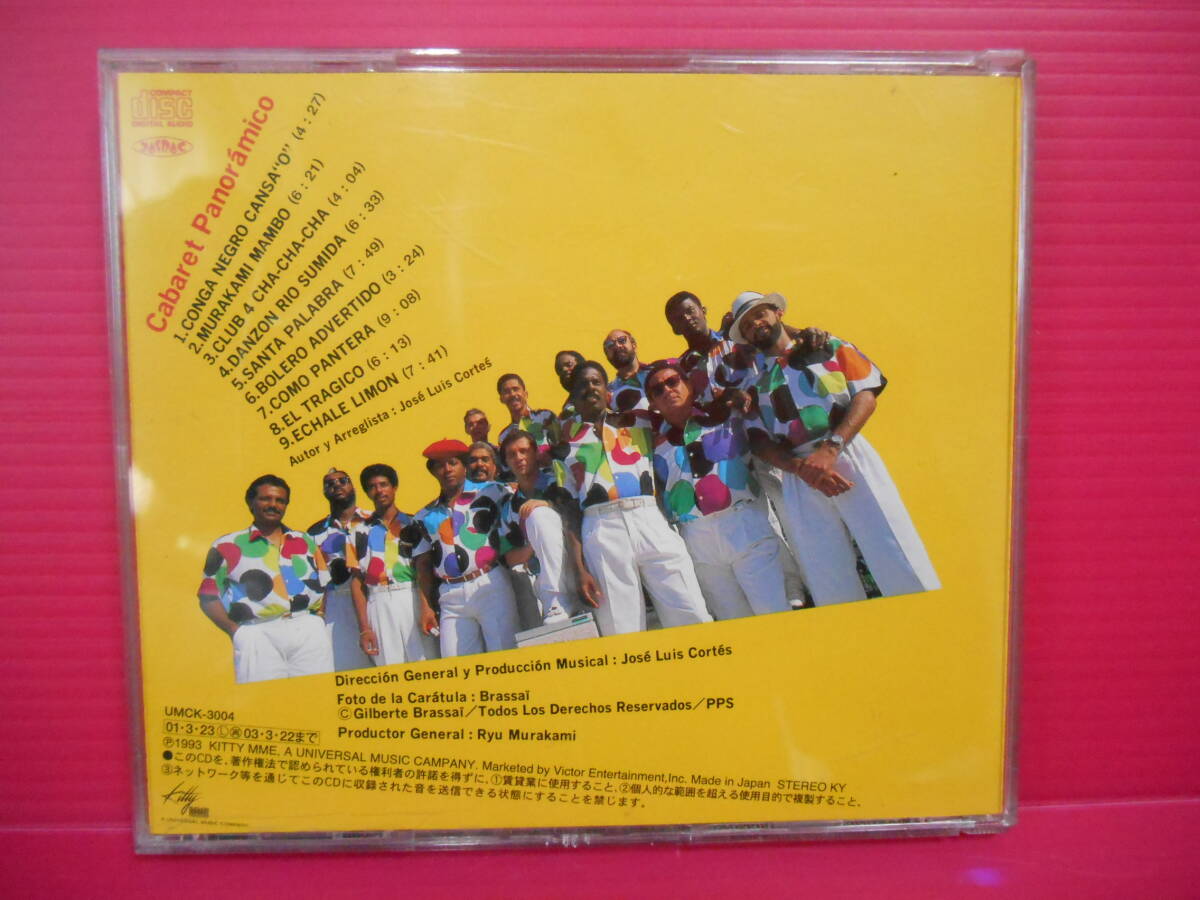 COMPACT
disc
DIGITAL AUDIO
Cabaret Panorámico
1.CONGA NEGRO CANSA“O” (4:27)
2.MURAKAMI MAMBO (6:21)
3.CLUB 4 CHA-CHA-CHA (4:04)
4.DANZON RIO SUMIDA (6:33)
5.SANTA PALABRA (7:49)
6.BOLERO ADVERTIDO (3:24)
7.COMO PANTERA (9:08)
8.EL TRAGICO (6:13)
9.ECHALE LIMON (7:41)
Autor y Arreglista : José Luis Cortés
Dirección General y Producción Musical : José Luis Cortés
Foto de la Carátula : Brassaï
Ⓒ Gilberte Brassaï／Todos Los Derechos Reservados／PPS
Productor General : Ryu Murakami
UMCK-3004
01・3・23 Ⓛ 再 03・3・22まで
Ⓟ1993 KITTY MME, A UNIVERSAL MUSIC CAMPANY. Marketed by Victor Entertainment,Inc. Made in Japan STEREO KY
●このCDを、著作権法で認められている権利者の許諾を得ずに、①賃貸業に使用すること、②個人的な範囲を超える使用目的で複製すること、
③ネットワーク等を通じてこのCDに収録された音を送信できる状態にすることを禁じます。
Kitty
MME
A UNIVERSAL MUSIC COMPANY